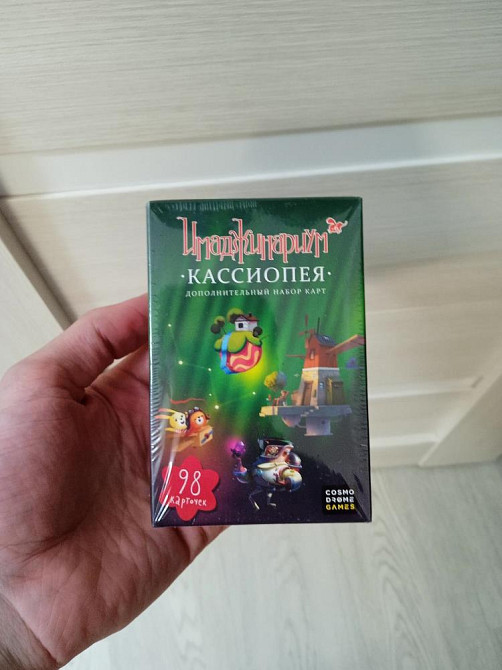 Имаджинариум
·КАССИОПЕЯ·
ДОПОЛНИТЕЛЬНЫЙ НАБОР КАРТ
98
карточек
COSMO
DROME
GAMES